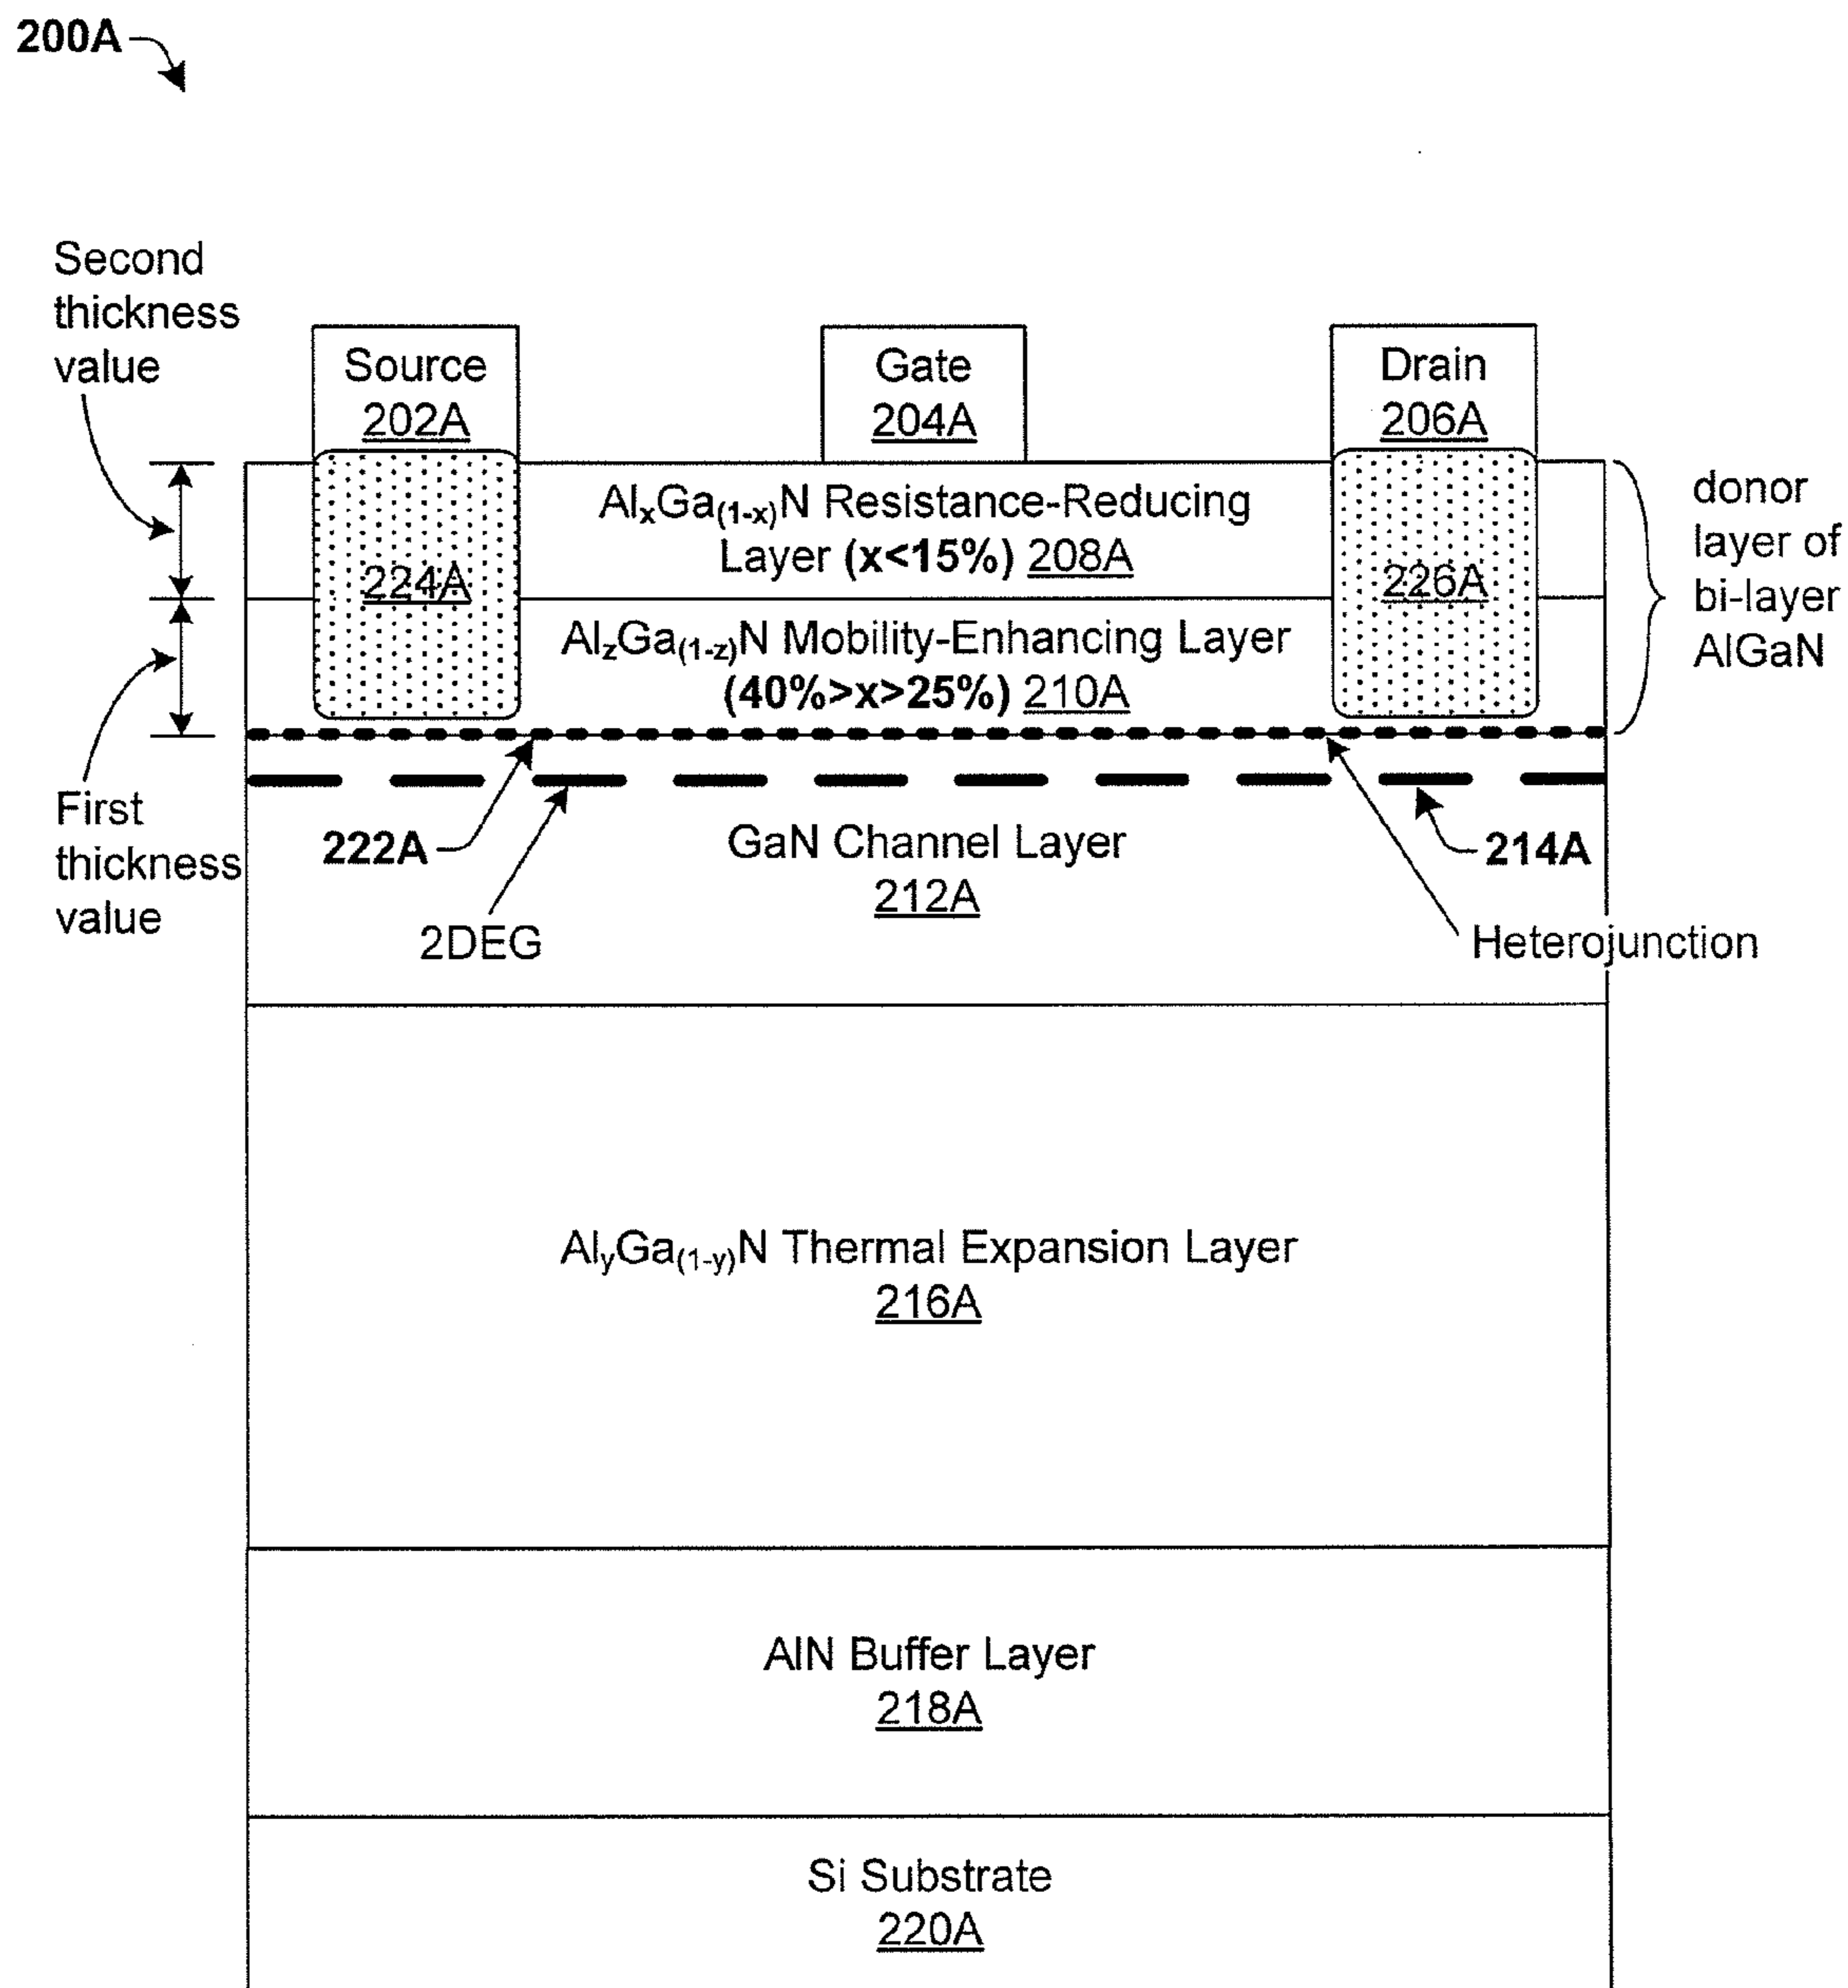 200A
Second
thickness
value
Source
202A
Gate
204A
Drain
206A
AlxGa(1-x)N Resistance-Reducing
Layer (x<15%) 208A
224A
226A
donor
layer of
bi-layer
AlGaN
AlzGa(1-z)N Mobility-Enhancing Layer
(40%>x>25%) 210A
First
thickness
value
222A
2DEG
GaN Channel Layer
212A
214A
Heterojunction
AlyGa(1-y)N Thermal Expansion Layer
216A
AlN Buffer Layer
218A
Si Substrate
220A